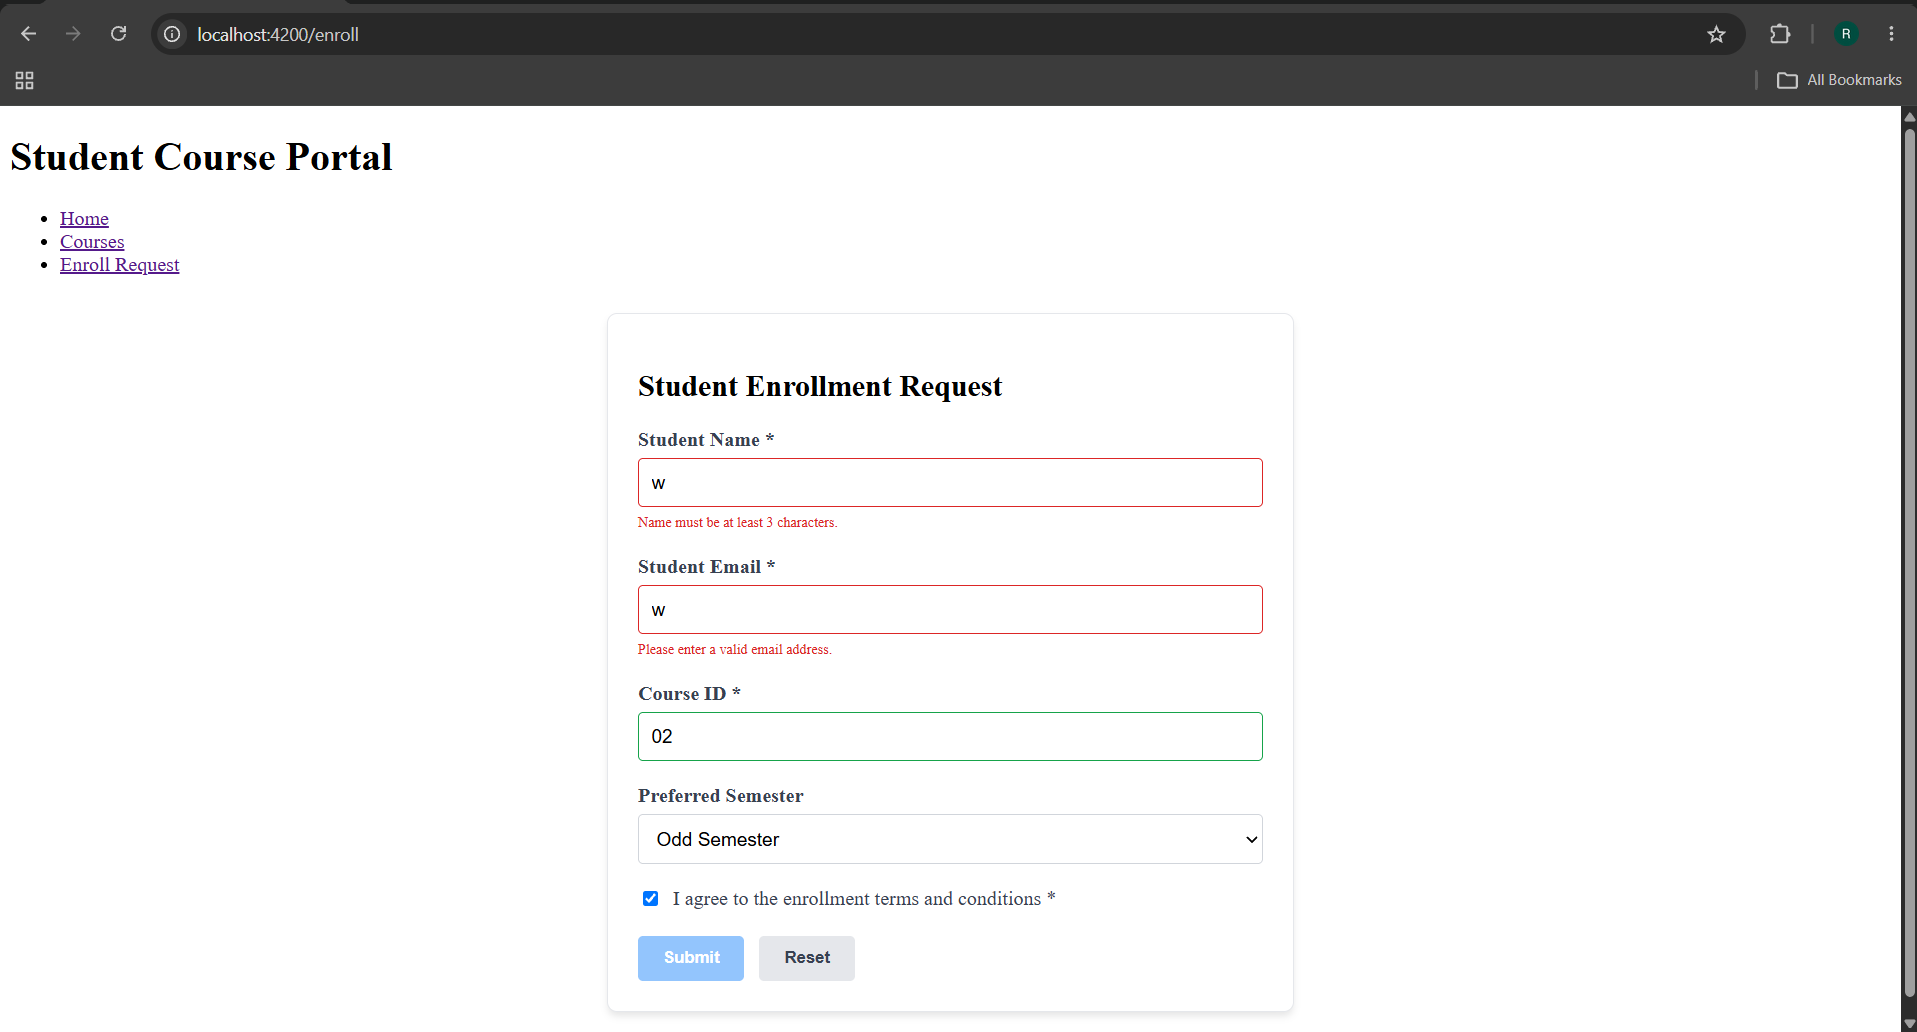 localhost:4200/enroll
R
All Bookmarks
Student Course Portal
Home
Courses
Enroll Request
Student Enrollment Request
Student Name *
w
Name must be at least 3 characters.
Student Email *
w
Please enter a valid email address.
Course ID *
02
Preferred Semester
Odd Semester
I agree to the enrollment terms and conditions *
Submit Reset